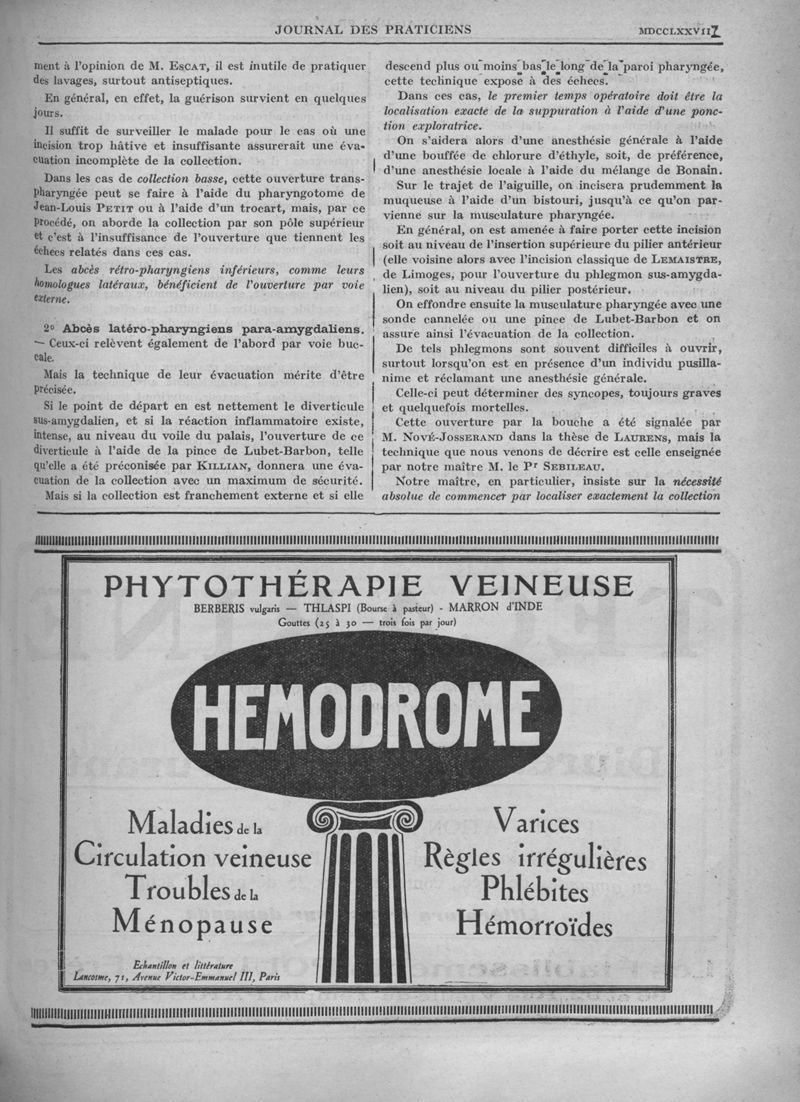 JOURNAL DES PRATICIENS
MDCCLXXVII
ment à l'opinion de M. ESCAT, il est inutile de pratiquer
des lavages, surtout antiseptiques.
En général, en effet, la guérison survient en quelques
jours.
Il suffit de surveiller le malade pour le cas où une
incision trop hâtive et insuffisante assurerait une éva-
cuation incomplète de la collection.
Dans les cas de collection basse, cette ouverture trans-
pharyngée peut se faire à l'aide du pharyngotome de
Jean-Louis PETIT ou à l'aide d'un trocart, mais, par ce
procédé, on aborde la collection par son pôle supérieur
et c'est à l'insuffisance de l'ouverture que tiennent les
échecs relatés dans ces cas.
Les abcès rétro-pharyngiens inférieurs, comme leurs
homologues latéraux, bénéficient de l'ouverture par voie
externe.
2º Abcès latéro-pharyngiens para-amygdaliens.
— Ceux-ci relèvent également de l'abord par voie buc-
cale.
Mais la technique de leur évacuation mérite d'être
précisée.
Si le point de départ en est nettement le diverticule
sus-amygdalien, et si la réaction inflammatoire existe,
intense, au niveau du voile du palais, l'ouverture de ce
diverticule à l'aide de la pince de Lubet-Barbon, telle
qu'elle a été préconisée par KILLIAN, donnera une éva-
cuation de la collection avec un maximum de sécurité.
Mais si la collection est franchement externe et si elle
descend plus ou moins bas le long de la paroi pharyngée,
cette technique expose à des échecs.
Dans ces cas, le premier temps opératoire doit être la
localisation exacte de la suppuration à l'aide d'une ponc-
tion exploratrice.
On s'aidera alors d'une anesthésie générale à l'aide
d'une bouffée de chlorure d'éthyle, soit, de préférence,
d'une anesthésie locale à l'aide du mélange de Bonain.
Sur le trajet de l'aiguille, on incisera prudemment la
muqueuse à l'aide d'un bistouri, jusqu'à ce qu'on par-
vienne sur la musculature pharyngée.
En général, on est amenée à faire porter cette incision
soit au niveau de l'insertion supérieure du pilier antérieur
(elle voisine alors avec l'incision classique de LEMAISTRE,
de Limoges, pour l'ouverture du phlegmon sus-amygda-
lien), soit au niveau du pilier postérieur.
On effondre ensuite la musculature pharyngée avec une
sonde cannelée ou une pince de Lubet-Barbon et on
assure ainsi l'évacuation de la collection.
De tels phlegmons sont souvent difficiles à ouvrir,
surtout lorsqu'on est en présence d'un individu pusilla-
nime et réclamant une anesthésie générale.
Celle-ci peut déterminer des syncopes, toujours graves
et quelquefois mortelles.
Cette ouverture par la bouche a été signalée par
M. NOVÉ-JOSSERAND dans la thèse de LAURENS, mais la
technique que nous venons de décrire est celle enseignée
par notre maître M. le Pr SEBILEAU.
Notre maître, en particulier, insiste sur la nécessité
absolue de commencer par localiser exactement la collection
PHYTOTHÉRAPIE VEINEUSE
BERBERIS vulgaris — THLASPI (Bourse à pasteur) - MARRON d'INDE
Gouttes (25 à 30 — trois fois par jour)
HEMODROME
Maladies de la
Circulation veineuse
Troubles de la
Ménopause
Varices
Règles irrégulières
Phlébites
Hémorroïdes
Echantillon et littérature
LANCOSME, 71, Avenue Victor-Emmanuel III, Paris